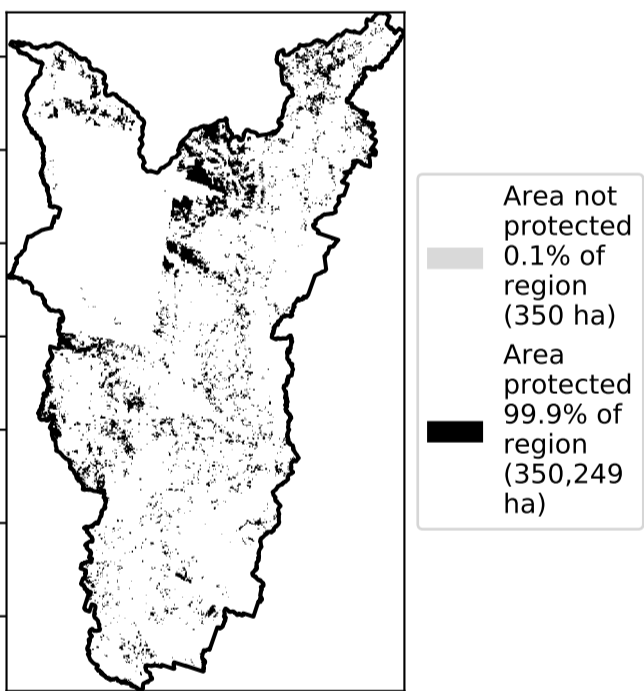 Area not
protected
0.1% of
region
(350 ha)
Area
protected
99.9% of
region
(350,249
ha)